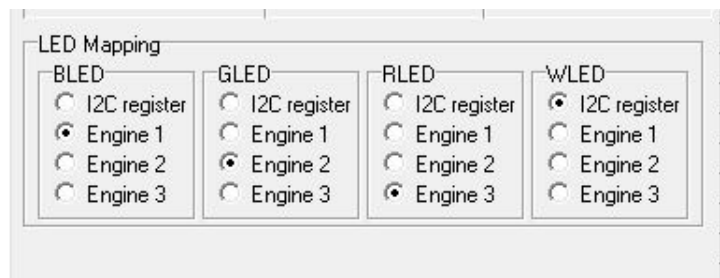 LED Mapping
BLED
I2C register
Engine 1
Engine 2
Engine 3
GLED
I2C register
Engine 1
Engine 2
Engine 3
RLED
I2C register
Engine 1
Engine 2
Engine 3
WLED
I2C register
Engine 1
Engine 2
Engine 3